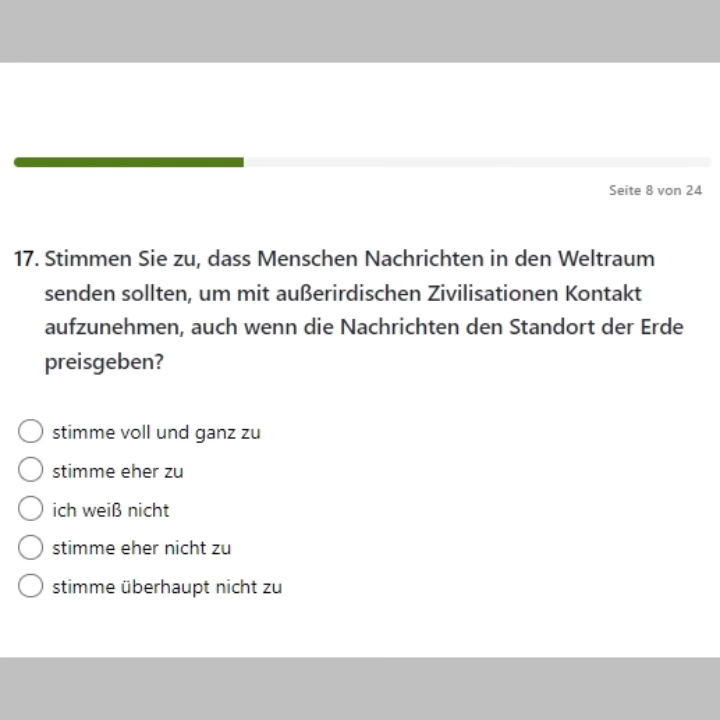 Seite 8 von 24
17. Stimmen Sie zu, dass Menschen Nachrichten in den Weltraum
senden sollten, um mit außerirdischen Zivilisationen Kontakt
aufzunehmen, auch wenn die Nachrichten den Standort der Erde
preisgeben?
stimme voll und ganz zu
stimme eher zu
ich weiß nicht
stimme eher nicht zu
stimme überhaupt nicht zu